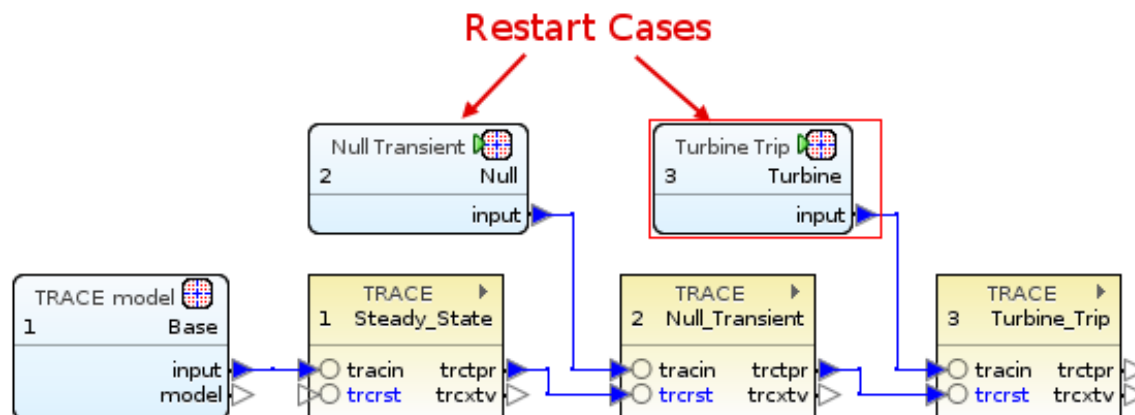 Restart Cases
Null Transient
2 Null
input
Turbine Trip
3 Turbine
input
TRACE model
1 Base
input
model
TRACE
1 Steady_State
tracin trctpr
trcrst trcxtv
TRACE
2 Null_Transient
tracin trctpr
trcrst trcxtv
TRACE
3 Turbine_Trip
tracin trctpr
trcrst trcxtv